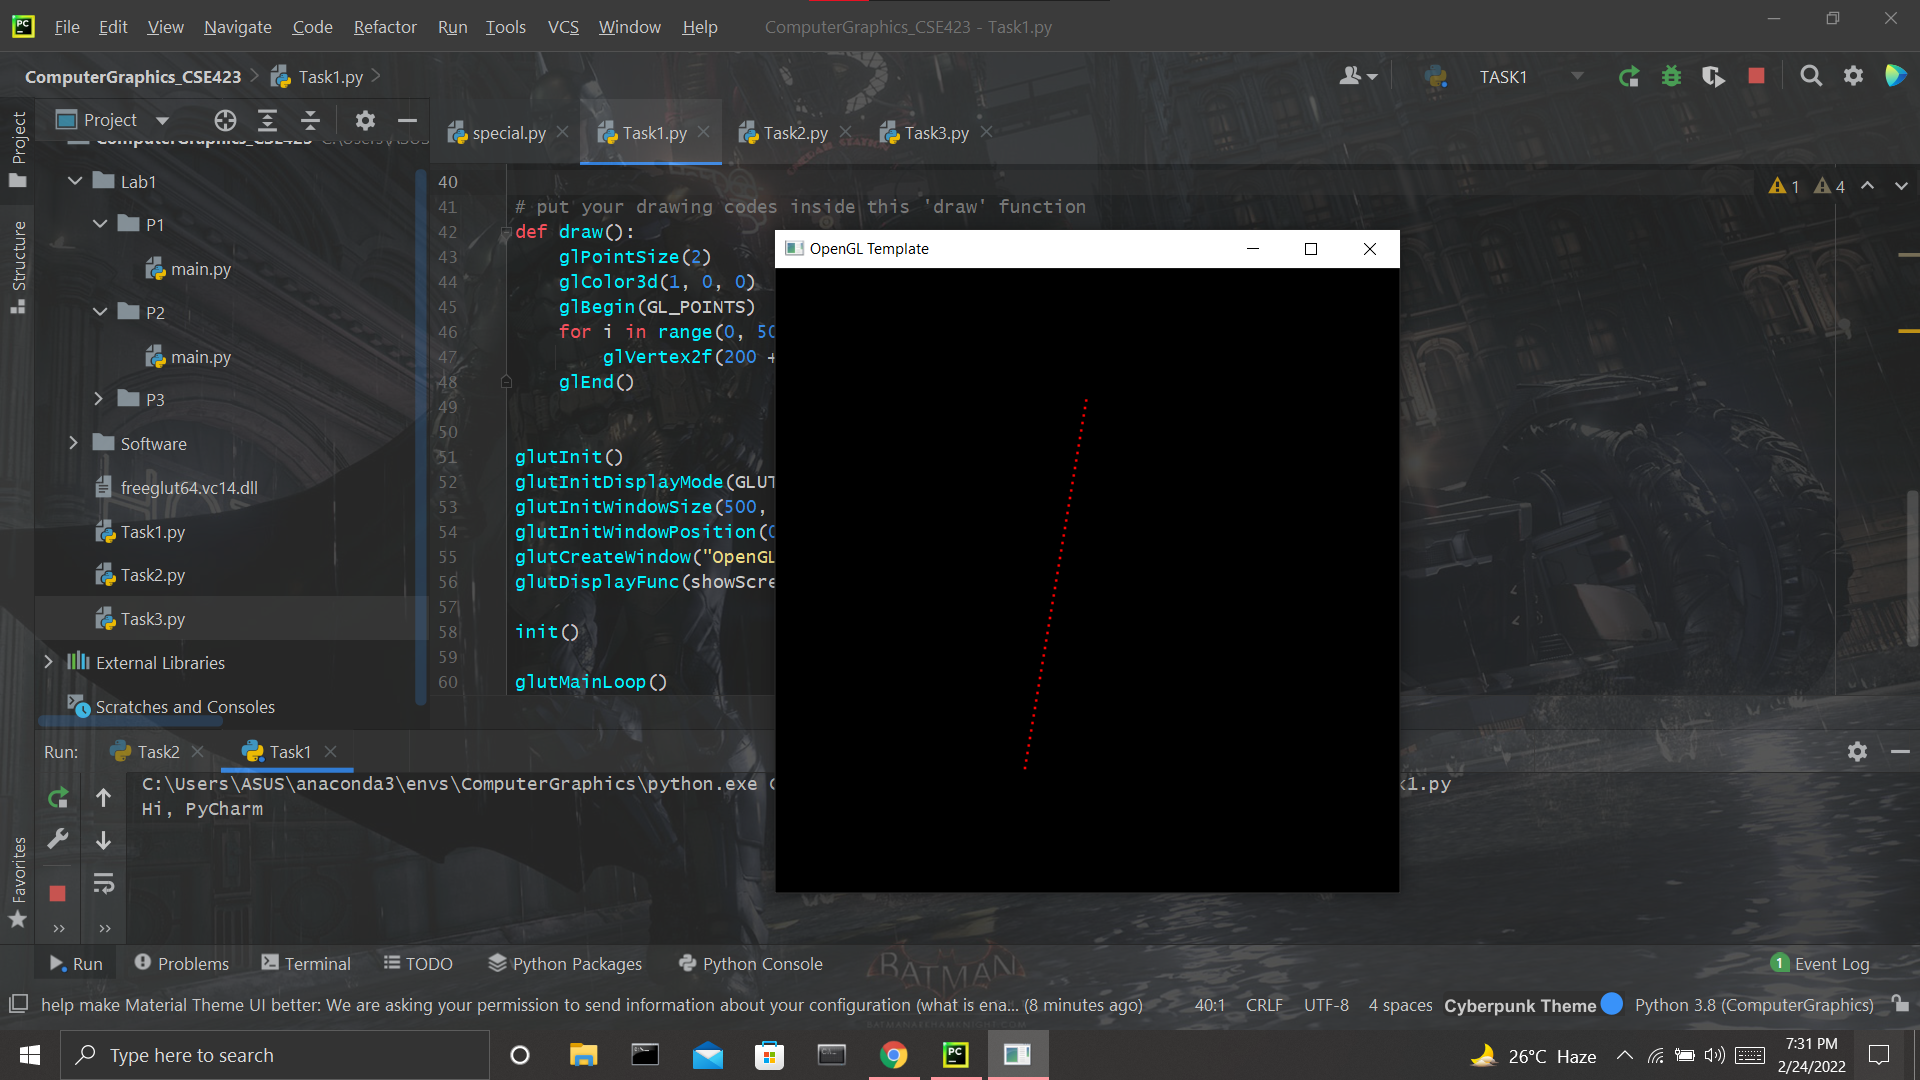 File Edit View Navigate Code Refactor Run Tools VCS Window Help ComputerGraphics_CSE423 - Task1.py
ComputerGraphics_CSE423 Task1.py TASK1
Project
special.py Task1.py Task2.py Task3.py
ComputerGraphics_CSE423
Lab1
P1
main.py
P2
main.py
P3
Software
freeglut64.vc14.dll
Task1.py
Task2.py
Task3.py
External Libraries
Scratches and Consoles
Project
Structure
Favorites
1 4
40
41 # put your drawing codes inside this 'draw' function
42 def draw():
43 glPointSize(2)
44 glColor3d(1, 0, 0)
45 glBegin(GL_POINTS)
46 for i in range(0, 50
47 glVertex2f(200 +
48 glEnd()
49
50
51 glutInit()
52 glutInitDisplayMode(GLUT
53 glutInitWindowSize(500,
54 glutInitWindowPosition(0
55 glutCreateWindow("OpenGL
56 glutDisplayFunc(showScre
57
58 init()
59
60 glutMainLoop()
OpenGL Template
Run: Task2 Task1
C:\Users\ASUS\anaconda3\envs\ComputerGraphics\python.exe k1.py
Hi, PyCharm
Run Problems Terminal TODO Python Packages Python Console 1 Event Log
BATMAN
help make Material Theme UI better: We are asking your permission to send information about your configuration (what is ena... (8 minutes ago) 40:1 CRLF UTF-8 4 spaces Cyberpunk Theme Python 3.8 (ComputerGraphics)
Type here to search
PC
26°C Haze
7:31 PM
2/24/2022